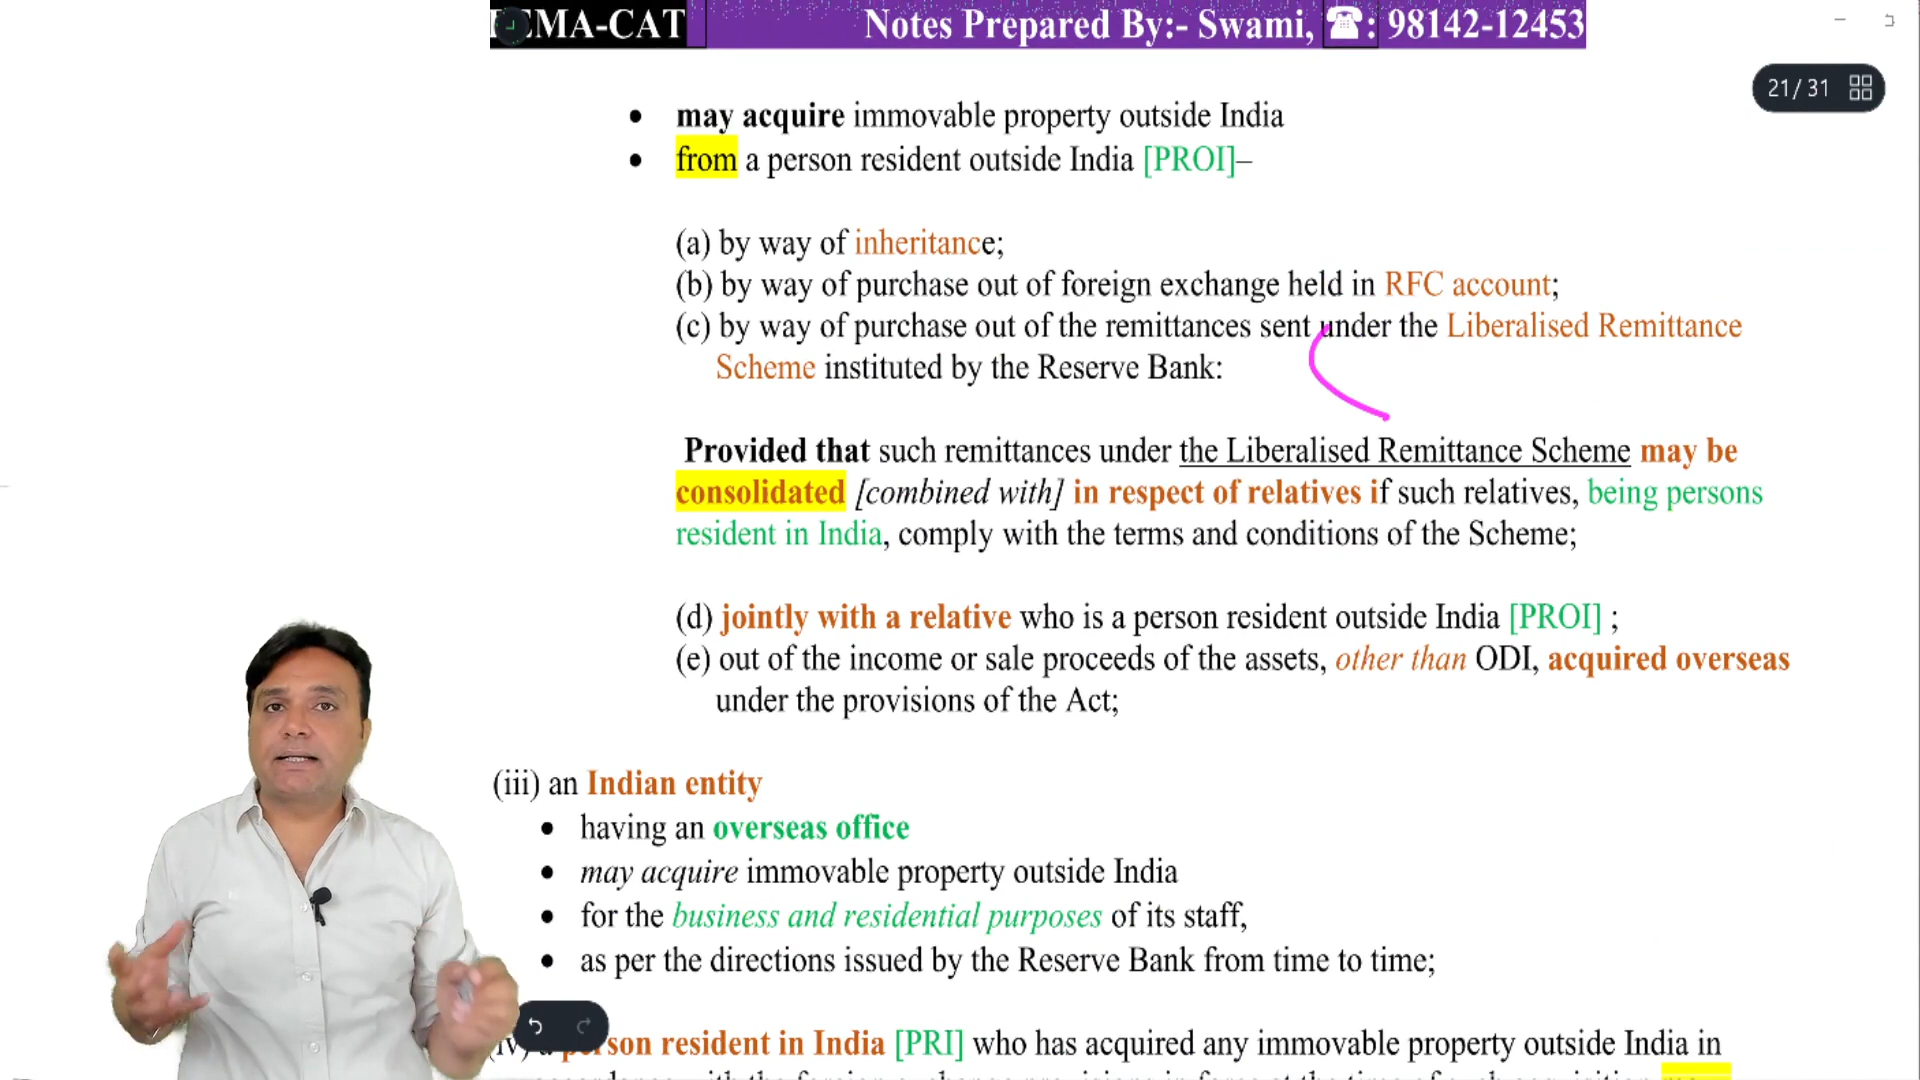 EMA-CAT Notes Prepared By:- Swami, ☎: 98142-12453
21/ 31
• may acquire immovable property outside India
• from a person resident outside India [PROI]–
(a) by way of inheritance;
(b) by way of purchase out of foreign exchange held in RFC account;
(c) by way of purchase out of the remittances sent under the Liberalised Remittance
Scheme instituted by the Reserve Bank:
Provided that such remittances under the Liberalised Remittance Scheme may be
consolidated [combined with] in respect of relatives if such relatives, being persons
resident in India, comply with the terms and conditions of the Scheme;
(d) jointly with a relative who is a person resident outside India [PROI] ;
(e) out of the income or sale proceeds of the assets, other than ODI, acquired overseas
under the provisions of the Act;
(iii) an Indian entity
• having an overseas office
• may acquire immovable property outside India
• for the business and residential purposes of its staff,
• as per the directions issued by the Reserve Bank from time to time;
person resident in India [PRI] who has acquired any immovable property outside India in